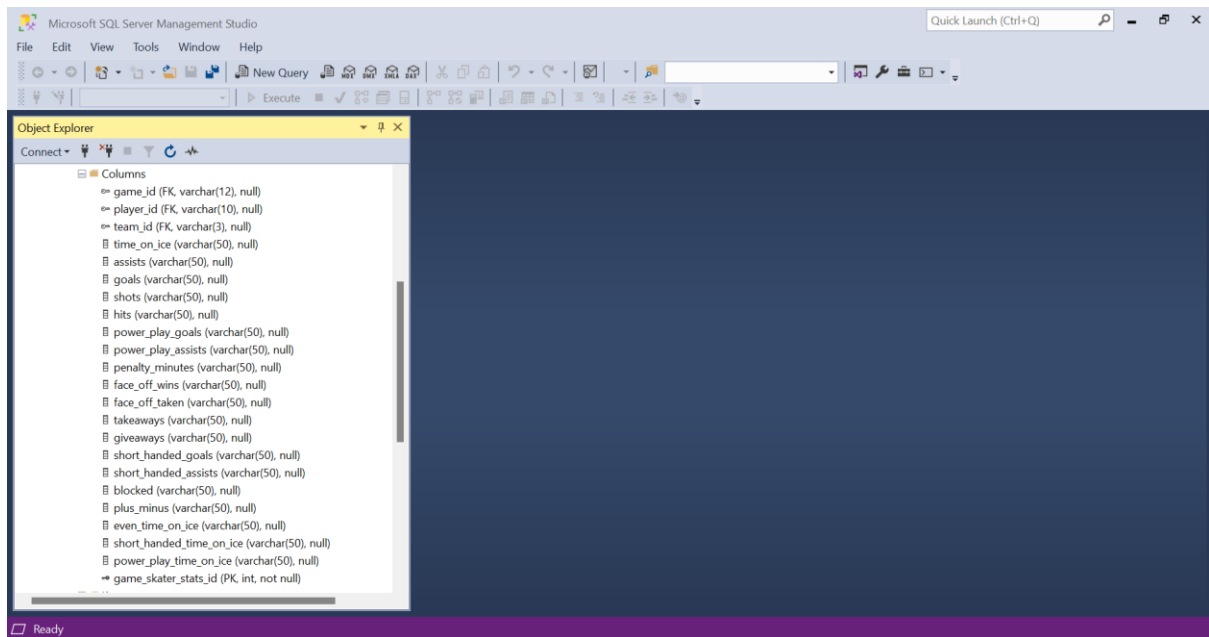 Microsoft SQL Server Management Studio
Quick Launch (Ctrl+Q)
File Edit View Tools Window Help
New Query
MDX DMX XMLA DAX
Execute
Object Explorer
Connect
Columns
game_id (FK, varchar(12), null)
player_id (FK, varchar(10), null)
team_id (FK, varchar(3), null)
time_on_ice (varchar(50), null)
assists (varchar(50), null)
goals (varchar(50), null)
shots (varchar(50), null)
hits (varchar(50), null)
power_play_goals (varchar(50), null)
power_play_assists (varchar(50), null)
penalty_minutes (varchar(50), null)
face_off_wins (varchar(50), null)
face_off_taken (varchar(50), null)
takeaways (varchar(50), null)
giveaways (varchar(50), null)
short_handed_goals (varchar(50), null)
short_handed_assists (varchar(50), null)
blocked (varchar(50), null)
plus_minus (varchar(50), null)
even_time_on_ice (varchar(50), null)
short_handed_time_on_ice (varchar(50), null)
power_play_time_on_ice (varchar(50), null)
game_skater_stats_id (PK, int, not null)
Ready